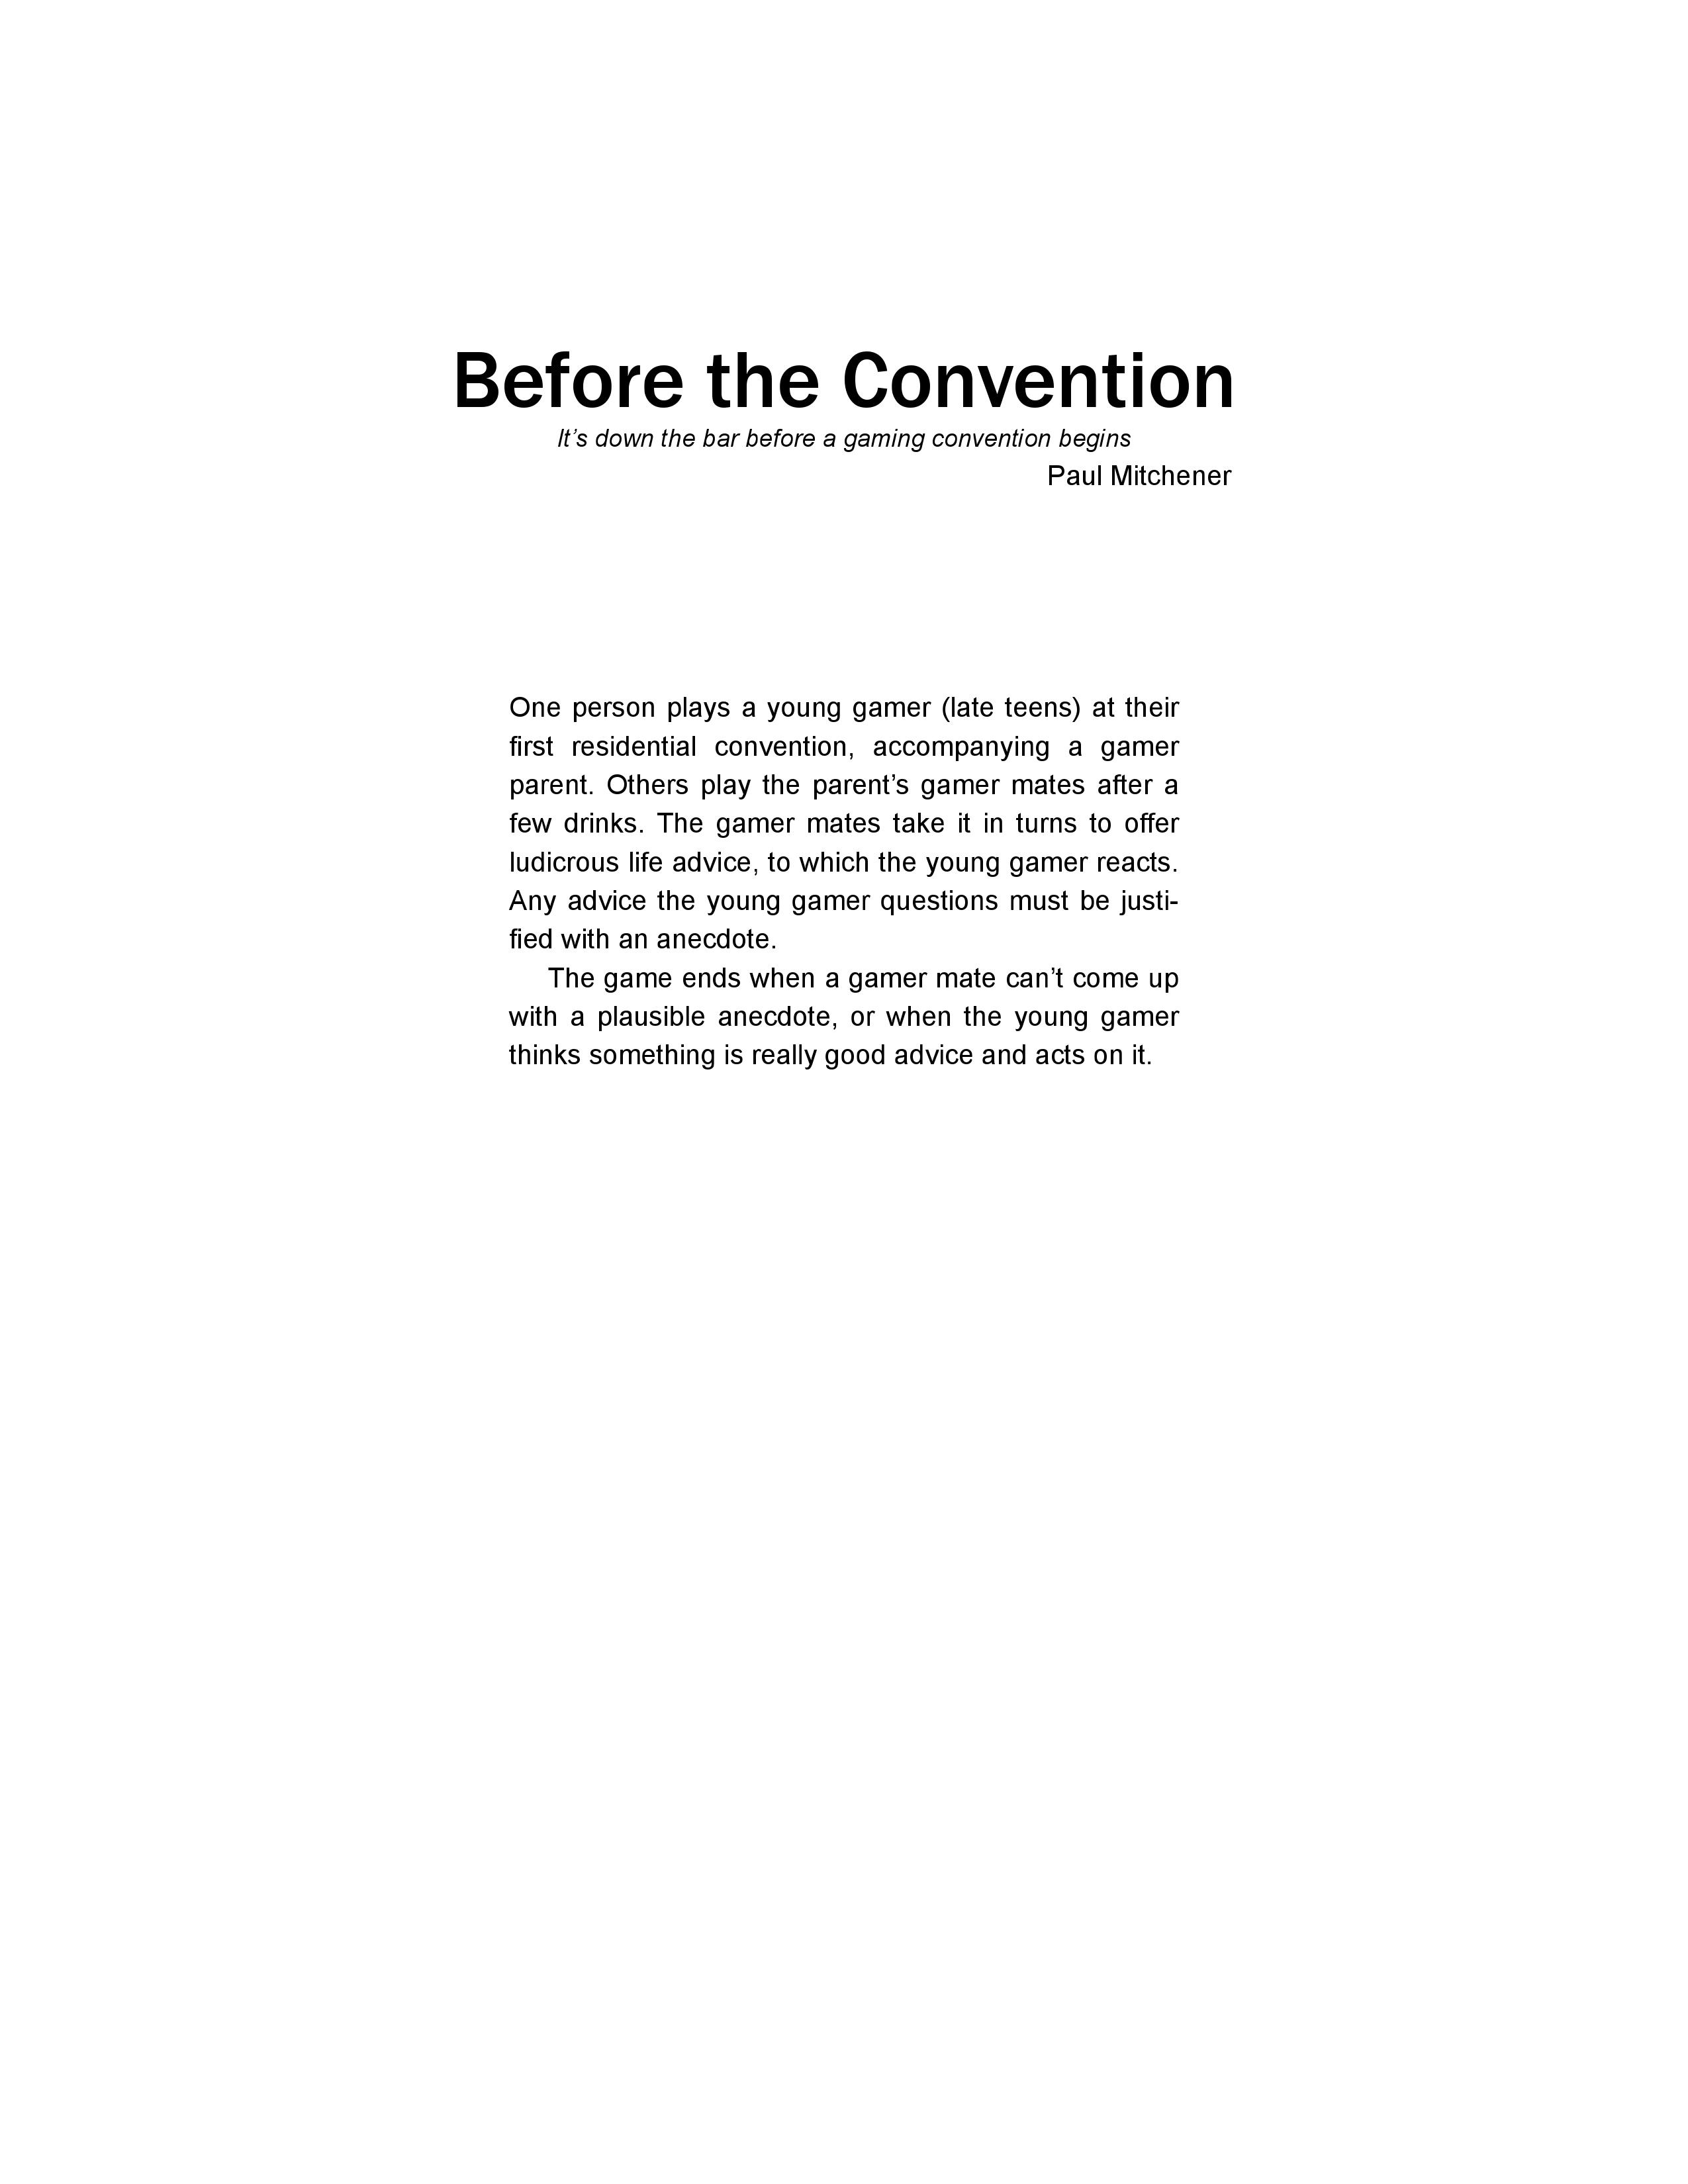 Before the Convention
It’s down the bar before a gaming convention begins
Paul Mitchener
One person plays a young gamer (late teens) at their
first residential convention, accompanying a gamer
parent. Others play the parent’s gamer mates after a
few drinks. The gamer mates take it in turns to offer
ludicrous life advice, to which the young gamer reacts.
Any advice the young gamer questions must be justi-
fied with an anecdote.
The game ends when a gamer mate can’t come up
with a plausible anecdote, or when the young gamer
thinks something is really good advice and acts on it.